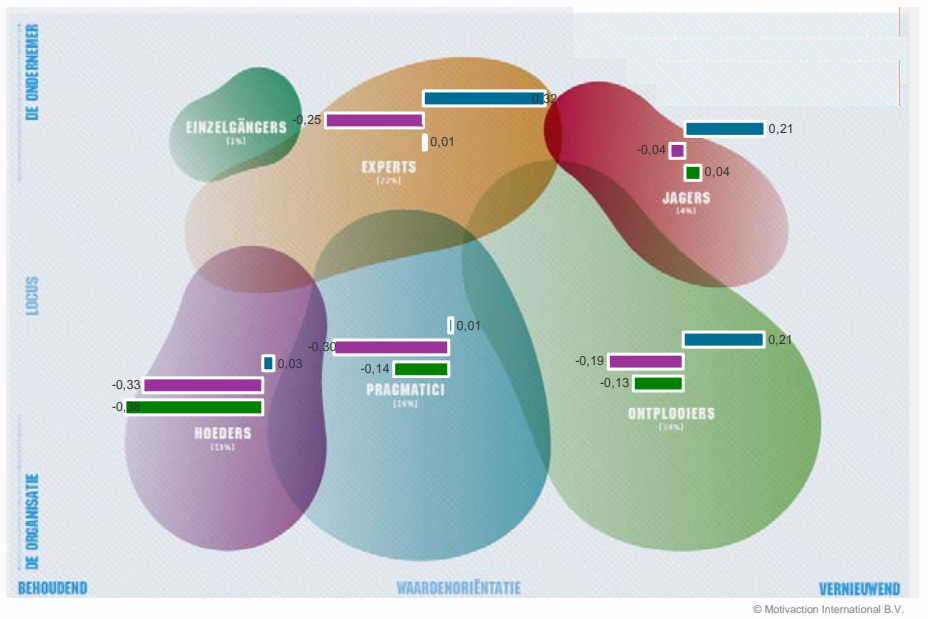 DE ONDERNEMER
LOCUS
DE ORGANISATIE
EINZELGÄNGERS
[1%]
0,32
-0,25
0,01
EXPERTS
0,21
-0,04
0,04
JAGERS
[4%]
0,03
-0,33
-0,38
HOEDERS
[13%]
0,01
-0,30
-0,14
PRAGMATICI
0,21
-0,19
-0,13
ONTPLOOIERS
BEHOUDEND
WAARDENORIËNTATIE
VERNIEUWEND
© Motivaction International B.V.